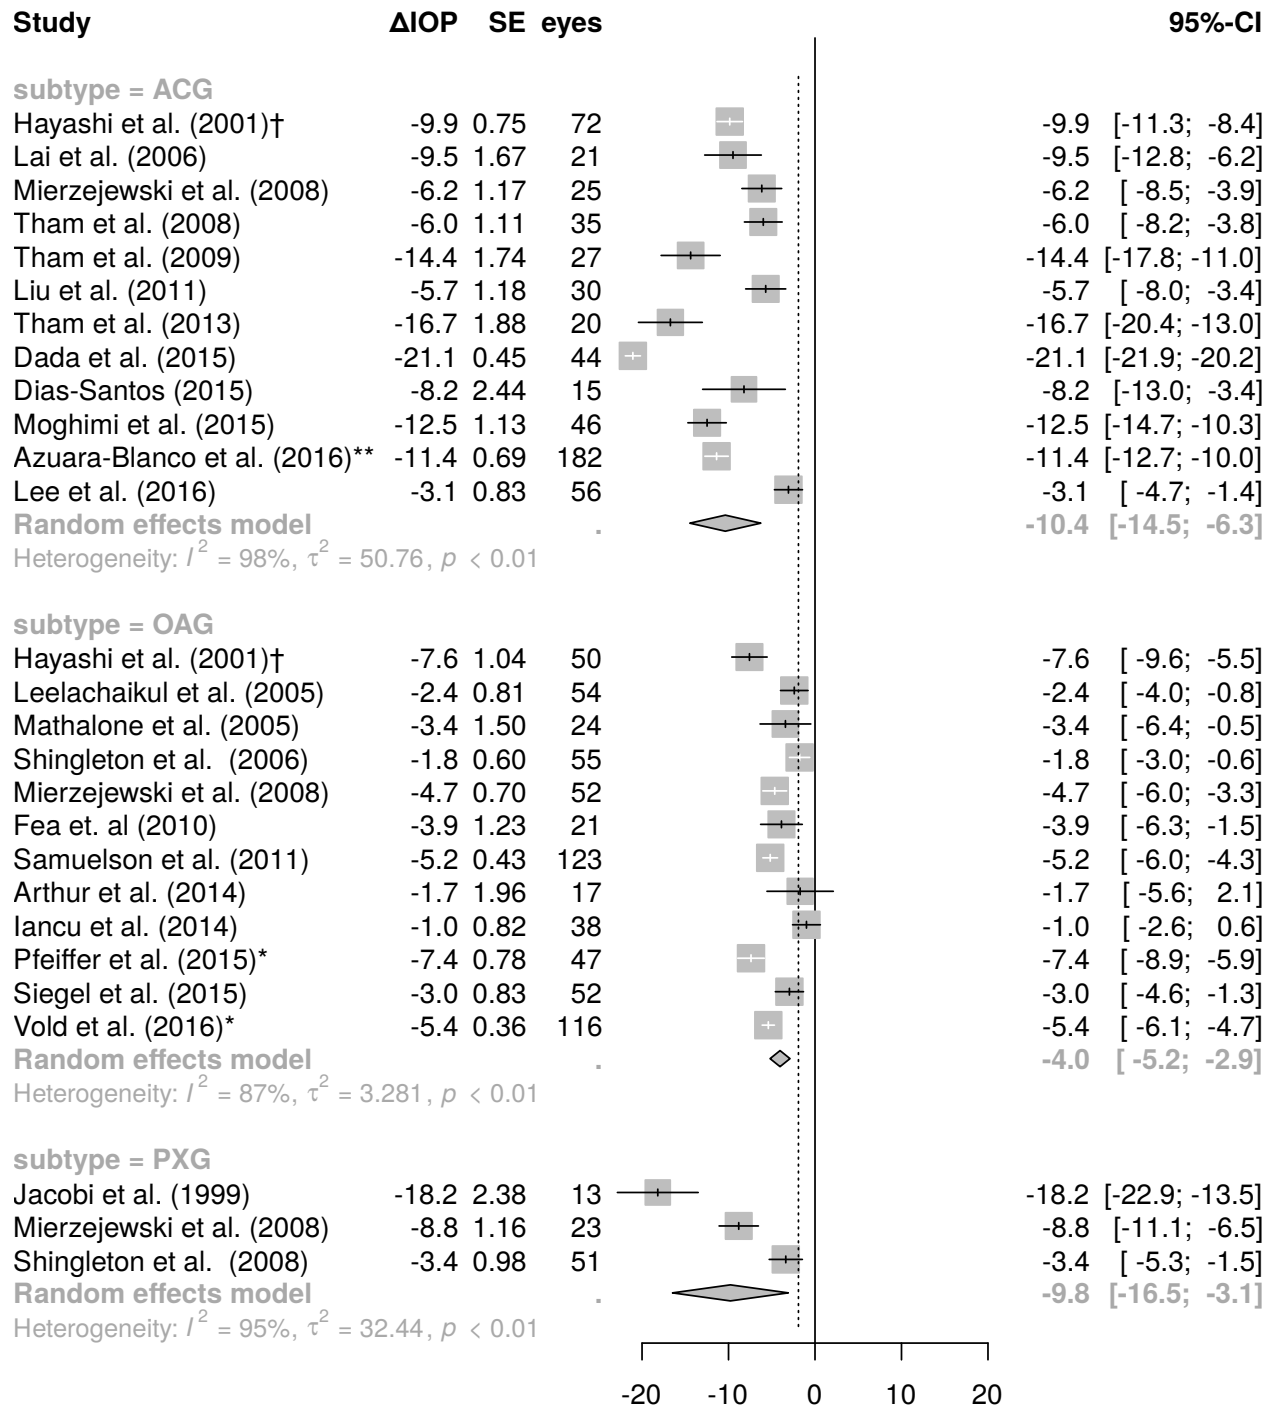 Study ΔIOP SE eyes 95%-CI
subtype = ACG
Hayashi et al. (2001)† -9.9 0.75 72 -9.9 [-11.3; -8.4]
Lai et al. (2006) -9.5 1.67 21 -9.5 [-12.8; -6.2]
Mierzejewski et al. (2008) -6.2 1.17 25 -6.2 [ -8.5; -3.9]
Tham et al. (2008) -6.0 1.11 35 -6.0 [ -8.2; -3.8]
Tham et al. (2009) -14.4 1.74 27 -14.4 [-17.8; -11.0]
Liu et al. (2011) -5.7 1.18 30 -5.7 [ -8.0; -3.4]
Tham et al. (2013) -16.7 1.88 20 -16.7 [-20.4; -13.0]
Dada et al. (2015) -21.1 0.45 44 -21.1 [-21.9; -20.2]
Dias-Santos (2015) -8.2 2.44 15 -8.2 [-13.0; -3.4]
Moghimi et al. (2015) -12.5 1.13 46 -12.5 [-14.7; -10.3]
Azuara-Blanco et al. (2016)** -11.4 0.69 182 -11.4 [-12.7; -10.0]
Lee et al. (2016) -3.1 0.83 56 -3.1 [ -4.7; -1.4]
Random effects model . -10.4 [-14.5; -6.3]
Heterogeneity: I² = 98%, τ² = 50.76, p < 0.01
subtype = OAG
Hayashi et al. (2001)† -7.6 1.04 50 -7.6 [ -9.6; -5.5]
Leelachaikul et al. (2005) -2.4 0.81 54 -2.4 [ -4.0; -0.8]
Mathalone et al. (2005) -3.4 1.50 24 -3.4 [ -6.4; -0.5]
Shingleton et al. (2006) -1.8 0.60 55 -1.8 [ -3.0; -0.6]
Mierzejewski et al. (2008) -4.7 0.70 52 -4.7 [ -6.0; -3.3]
Fea et. al (2010) -3.9 1.23 21 -3.9 [ -6.3; -1.5]
Samuelson et al. (2011) -5.2 0.43 123 -5.2 [ -6.0; -4.3]
Arthur et al. (2014) -1.7 1.96 17 -1.7 [ -5.6; 2.1]
Iancu et al. (2014) -1.0 0.82 38 -1.0 [ -2.6; 0.6]
Pfeiffer et al. (2015)* -7.4 0.78 47 -7.4 [ -8.9; -5.9]
Siegel et al. (2015) -3.0 0.83 52 -3.0 [ -4.6; -1.3]
Vold et al. (2016)* -5.4 0.36 116 -5.4 [ -6.1; -4.7]
Random effects model . -4.0 [ -5.2; -2.9]
Heterogeneity: I² = 87%, τ² = 3.281, p < 0.01
subtype = PXG
Jacobi et al. (1999) -18.2 2.38 13 -18.2 [-22.9; -13.5]
Mierzejewski et al. (2008) -8.8 1.16 23 -8.8 [-11.1; -6.5]
Shingleton et al. (2008) -3.4 0.98 51 -3.4 [ -5.3; -1.5]
Random effects model . -9.8 [-16.5; -3.1]
Heterogeneity: I² = 95%, τ² = 32.44, p < 0.01
-20 -10 0 10 20